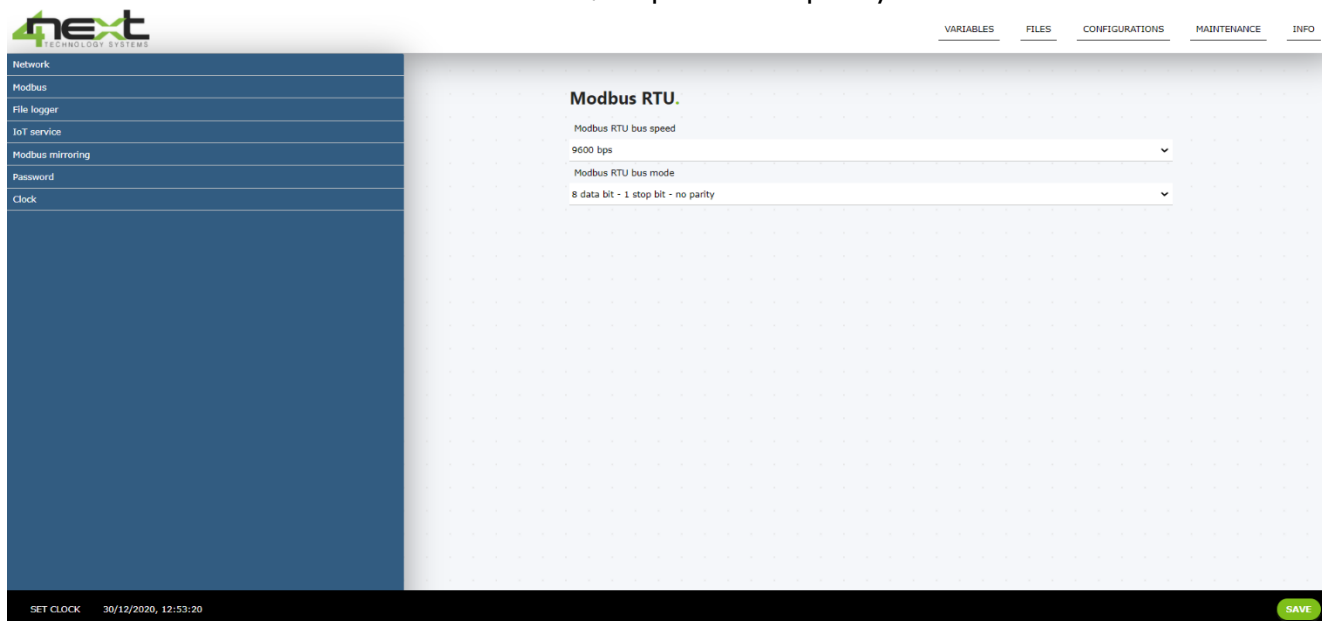 4next
TECHNOLOGY SYSTEMS
VARIABLES FILES CONFIGURATIONS MAINTENANCE INFO
Network
Modbus
File logger
IoT service
Modbus mirroring
Password
Clock
Modbus RTU.
Modbus RTU bus speed
9600 bps
Modbus RTU bus mode
8 data bit - 1 stop bit - no parity
SET CLOCK 30/12/2020, 12:53:20
SAVE